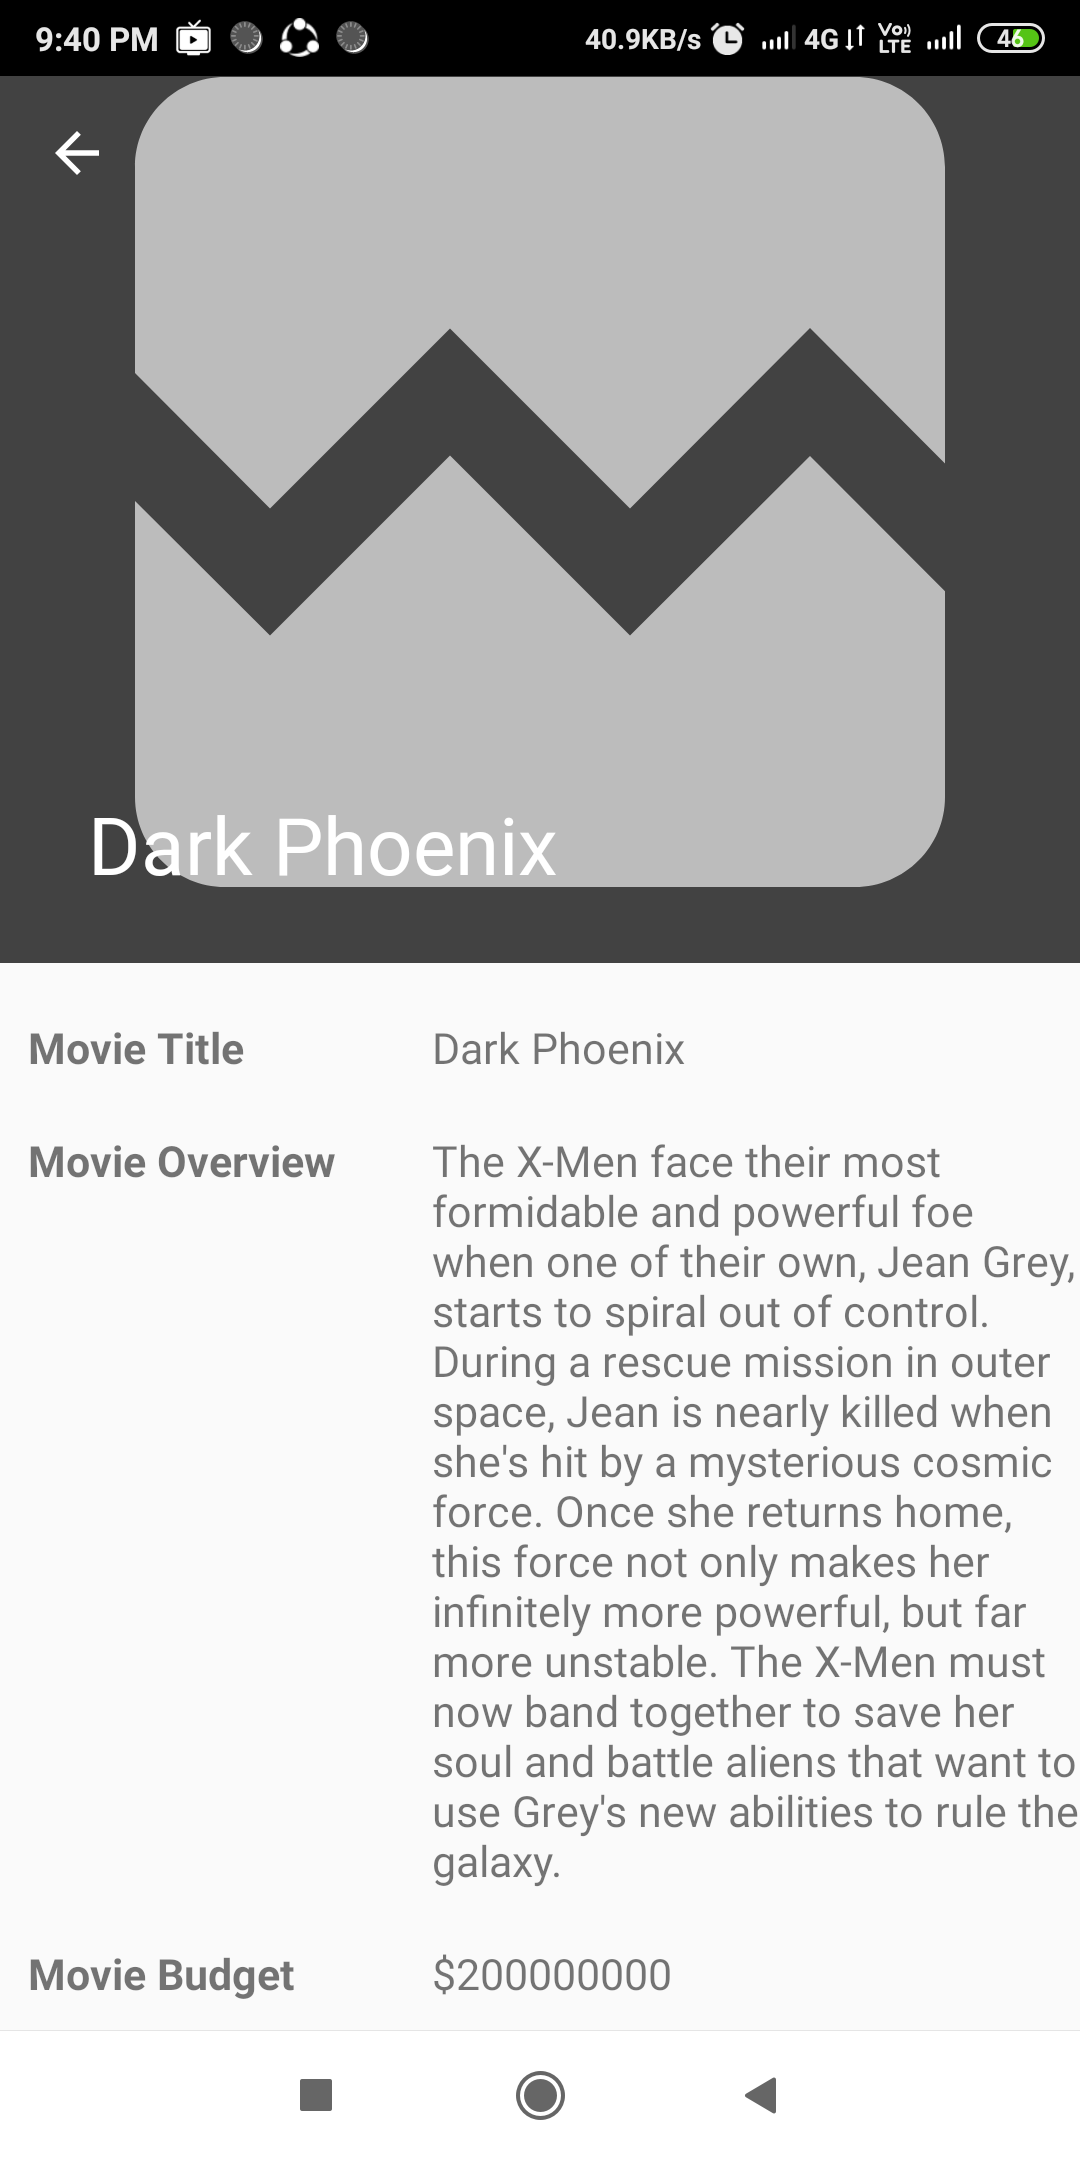 9:40 PM 40.9KB/s 4G Vo)) LTE 46
Dark Phoenix
Movie Title Dark Phoenix
Movie Overview The X-Men face their most
formidable and powerful foe
when one of their own, Jean Grey,
starts to spiral out of control.
During a rescue mission in outer
space, Jean is nearly killed when
she's hit by a mysterious cosmic
force. Once she returns home,
this force not only makes her
infinitely more powerful, but far
more unstable. The X-Men must
now band together to save her
soul and battle aliens that want to
use Grey's new abilities to rule the
galaxy.
Movie Budget $200000000